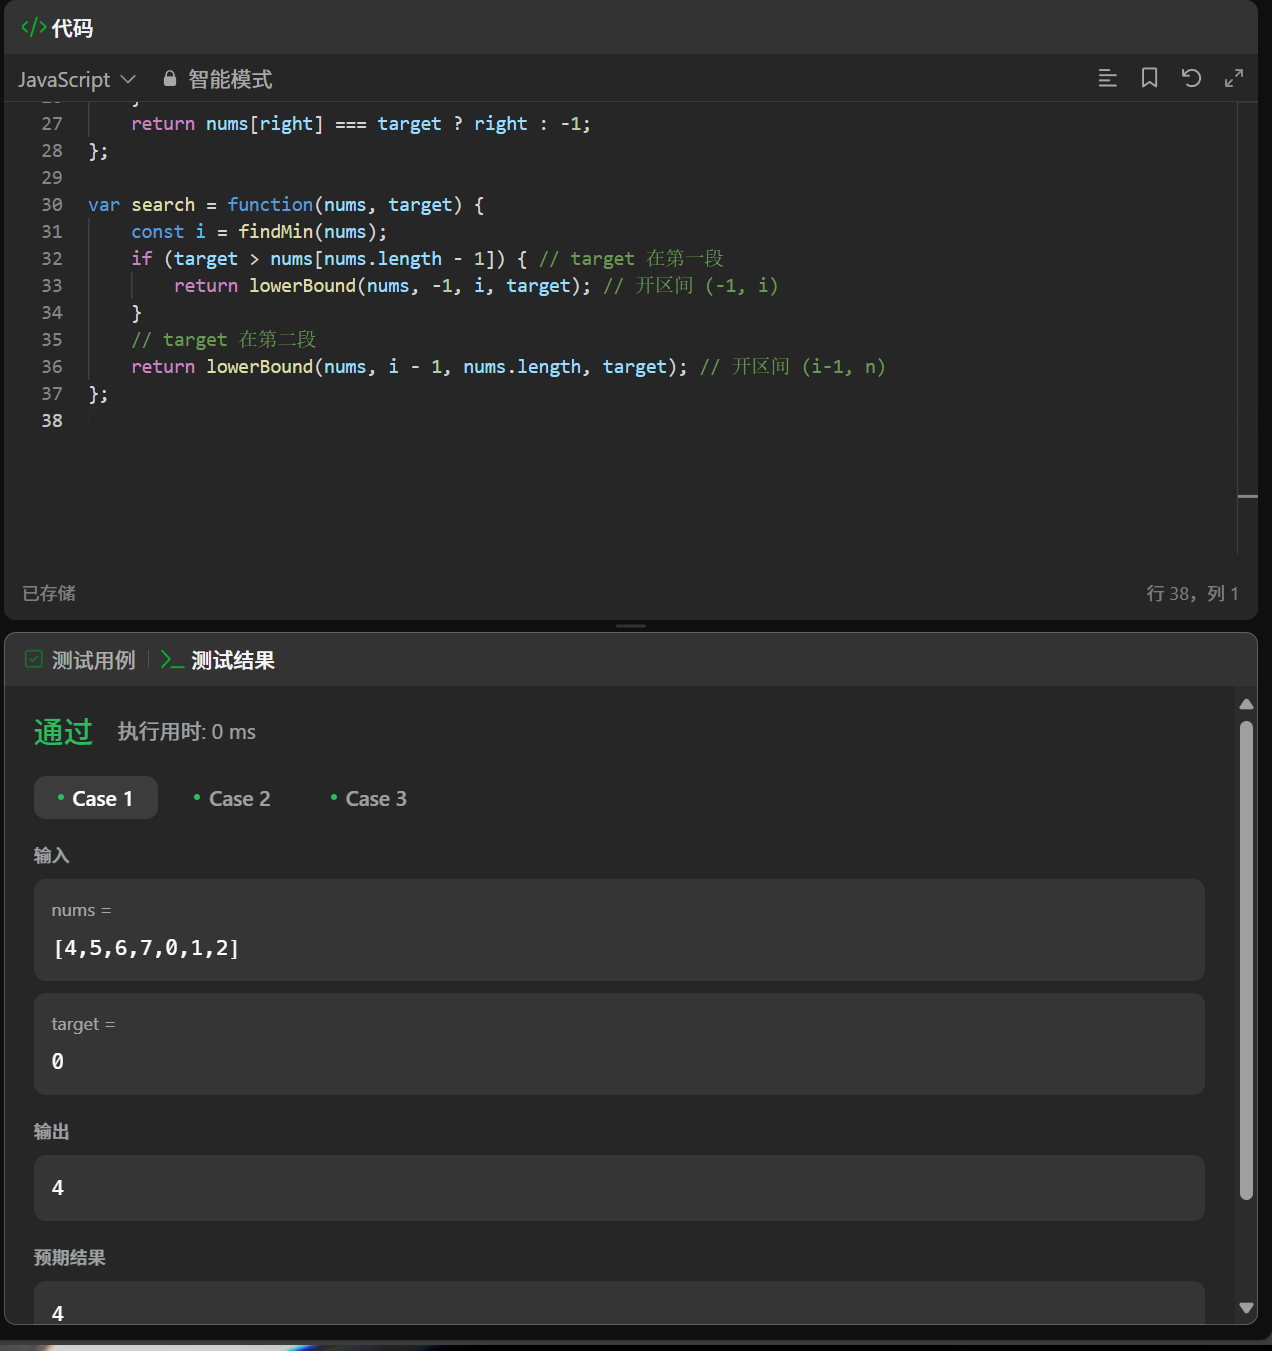 </> 代码
JavaScript 智能模式
27 return nums[right] === target ? right : -1;
28 };
29
30 var search = function(nums, target) {
31 const i = findMin(nums);
32 if (target > nums[nums.length - 1]) { // target 在第一段
33 return lowerBound(nums, -1, i, target); // 开区间 (-1, i)
34 }
35 // target 在第二段
36 return lowerBound(nums, i - 1, nums.length, target); // 开区间 (i-1, n)
37 };
38
已存储 行 38，列 1
测试用例 | >_ 测试结果
通过 执行用时: 0 ms
• Case 1 • Case 2 • Case 3
输入
nums =
[4,5,6,7,0,1,2]
target =
0
输出
4
预期结果
4